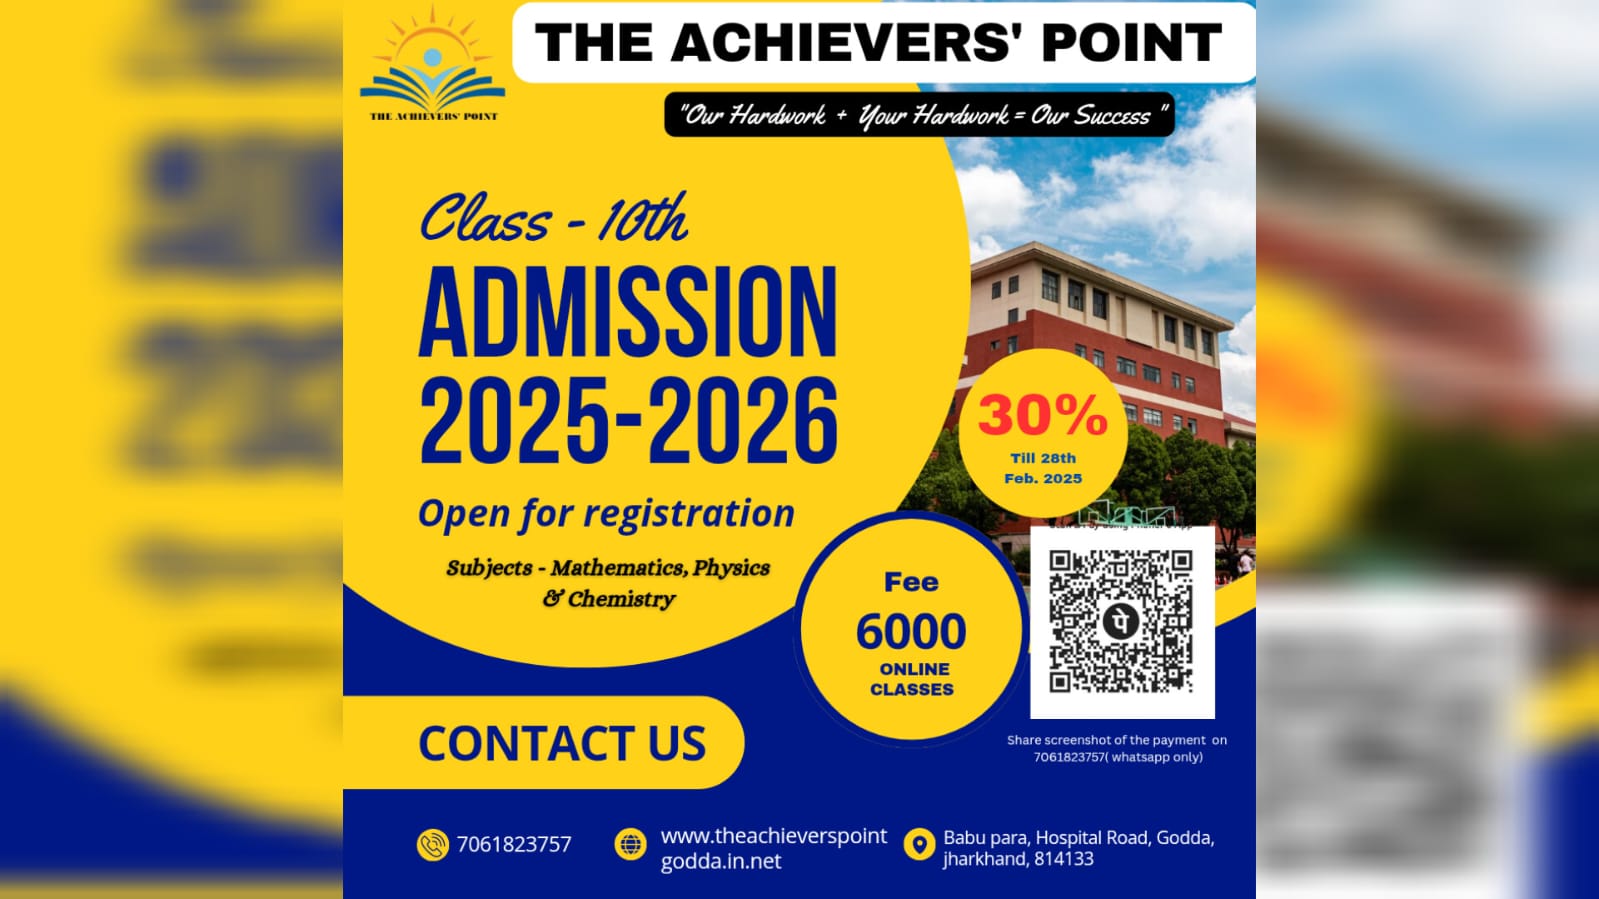 THE ACHIEVERS' POINT
THE ACHIEVERS' POINT
"Our Hardwork + Your Hardwork = Our Success "
Class - 10th
ADMISSION
2025-2026
Open for registration
Subjects - Mathematics, Physics
& Chemistry
30%
Till 28th
Feb. 2025
Fee
6000
ONLINE
CLASSES
पे
Share screenshot of the payment on
7061823757( whatsapp only)
CONTACT US
7061823757
www.theachieverspoint
godda.in.net
Babu para, Hospital Road, Godda,
jharkhand, 814133